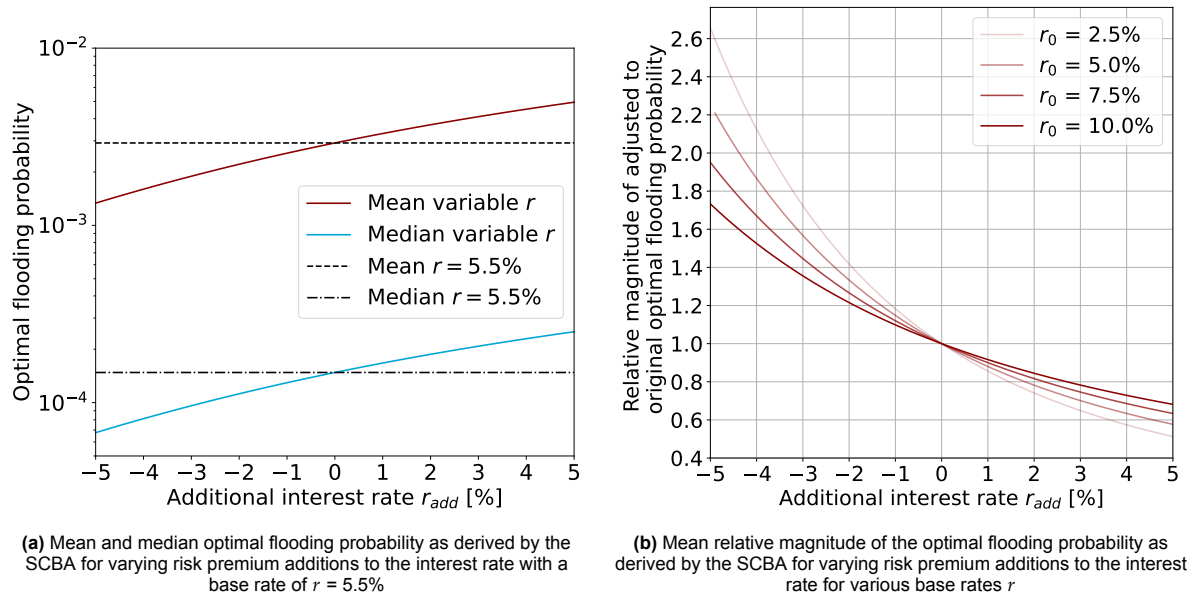 10⁻²
10⁻³
10⁻⁴
Optimal flooding probability
Mean variable r
Median variable r
Mean r = 5.5%
Median r = 5.5%
−5 −4 −3 −2 −1 0 1 2 3 4 5
Additional interest rate r_add [%]
(a) Mean and median optimal flooding probability as derived by the
SCBA for varying risk premium additions to the interest rate with a
base rate of r = 5.5%
2.6
2.4
2.2
2.0
1.8
1.6
1.4
1.2
1.0
0.8
0.6
0.4
Relative magnitude of adjusted to
original optimal flooding probability
r₀ = 2.5%
r₀ = 5.0%
r₀ = 7.5%
r₀ = 10.0%
−5 −4 −3 −2 −1 0 1 2 3 4 5
Additional interest rate r_add [%]
(b) Mean relative magnitude of the optimal flooding probability as
derived by the SCBA for varying risk premium additions to the interest
rate for various base rates r